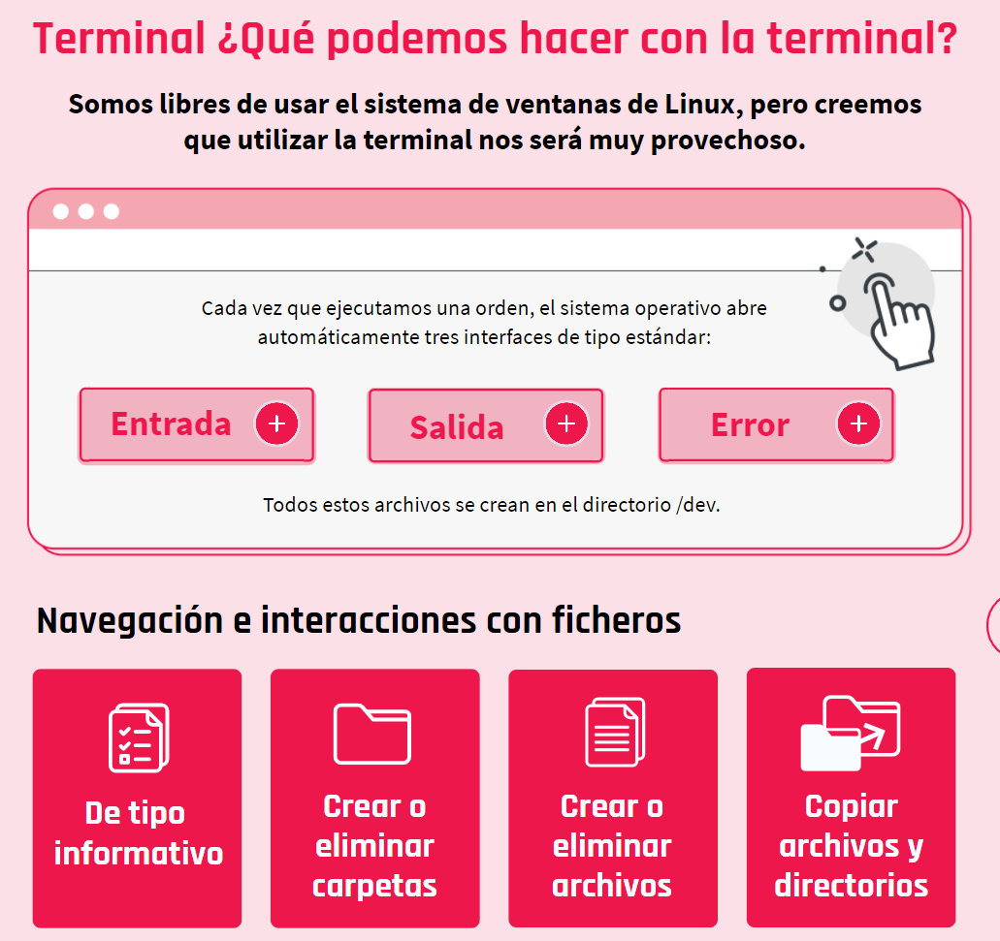 Terminal ¿Qué podemos hacer con la terminal?
Somos libres de usar el sistema de ventanas de Linux, pero creemos
que utilizar la terminal nos será muy provechoso.
Cada vez que ejecutamos una orden, el sistema operativo abre
automáticamente tres interfaces de tipo estándar:
Entrada
Salida
Error
Todos estos archivos se crean en el directorio /dev.
Navegación e interacciones con ficheros
De tipo
informativo
Crear o
eliminar
carpetas
Crear o
eliminar
archivos
Copiar
archivos y
directorios